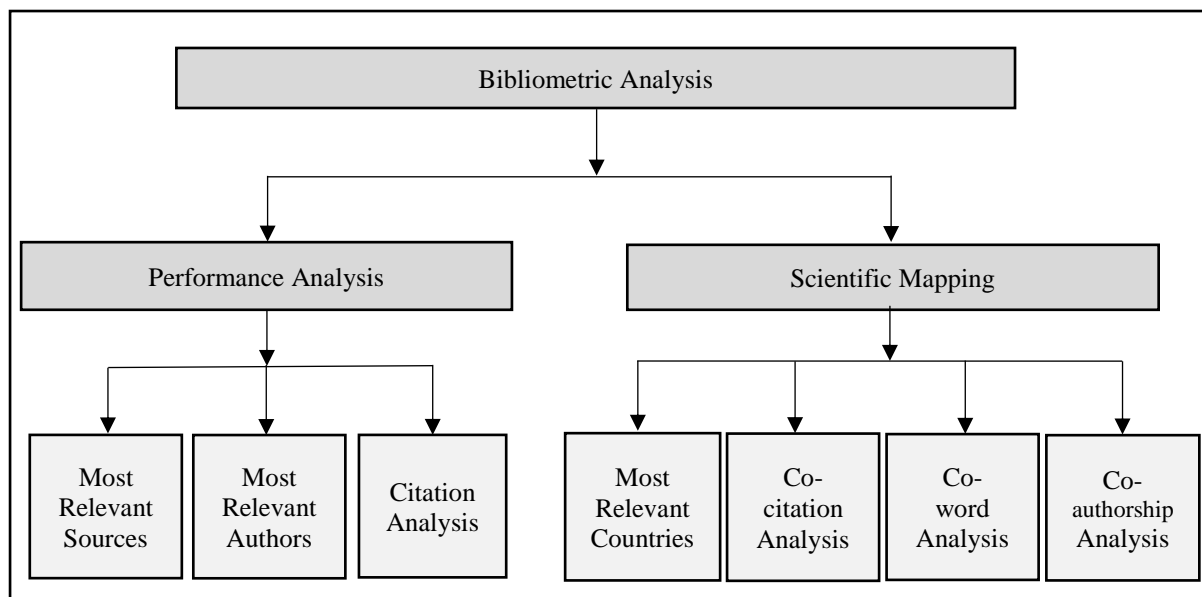 Bibliometric Analysis
Performance Analysis
Scientific Mapping
Most
Relevant
Sources
Most
Relevant
Authors
Citation
Analysis
Most
Relevant
Countries
Co-
citation
Analysis
Co-
word
Analysis
Co-
authorship
Analysis